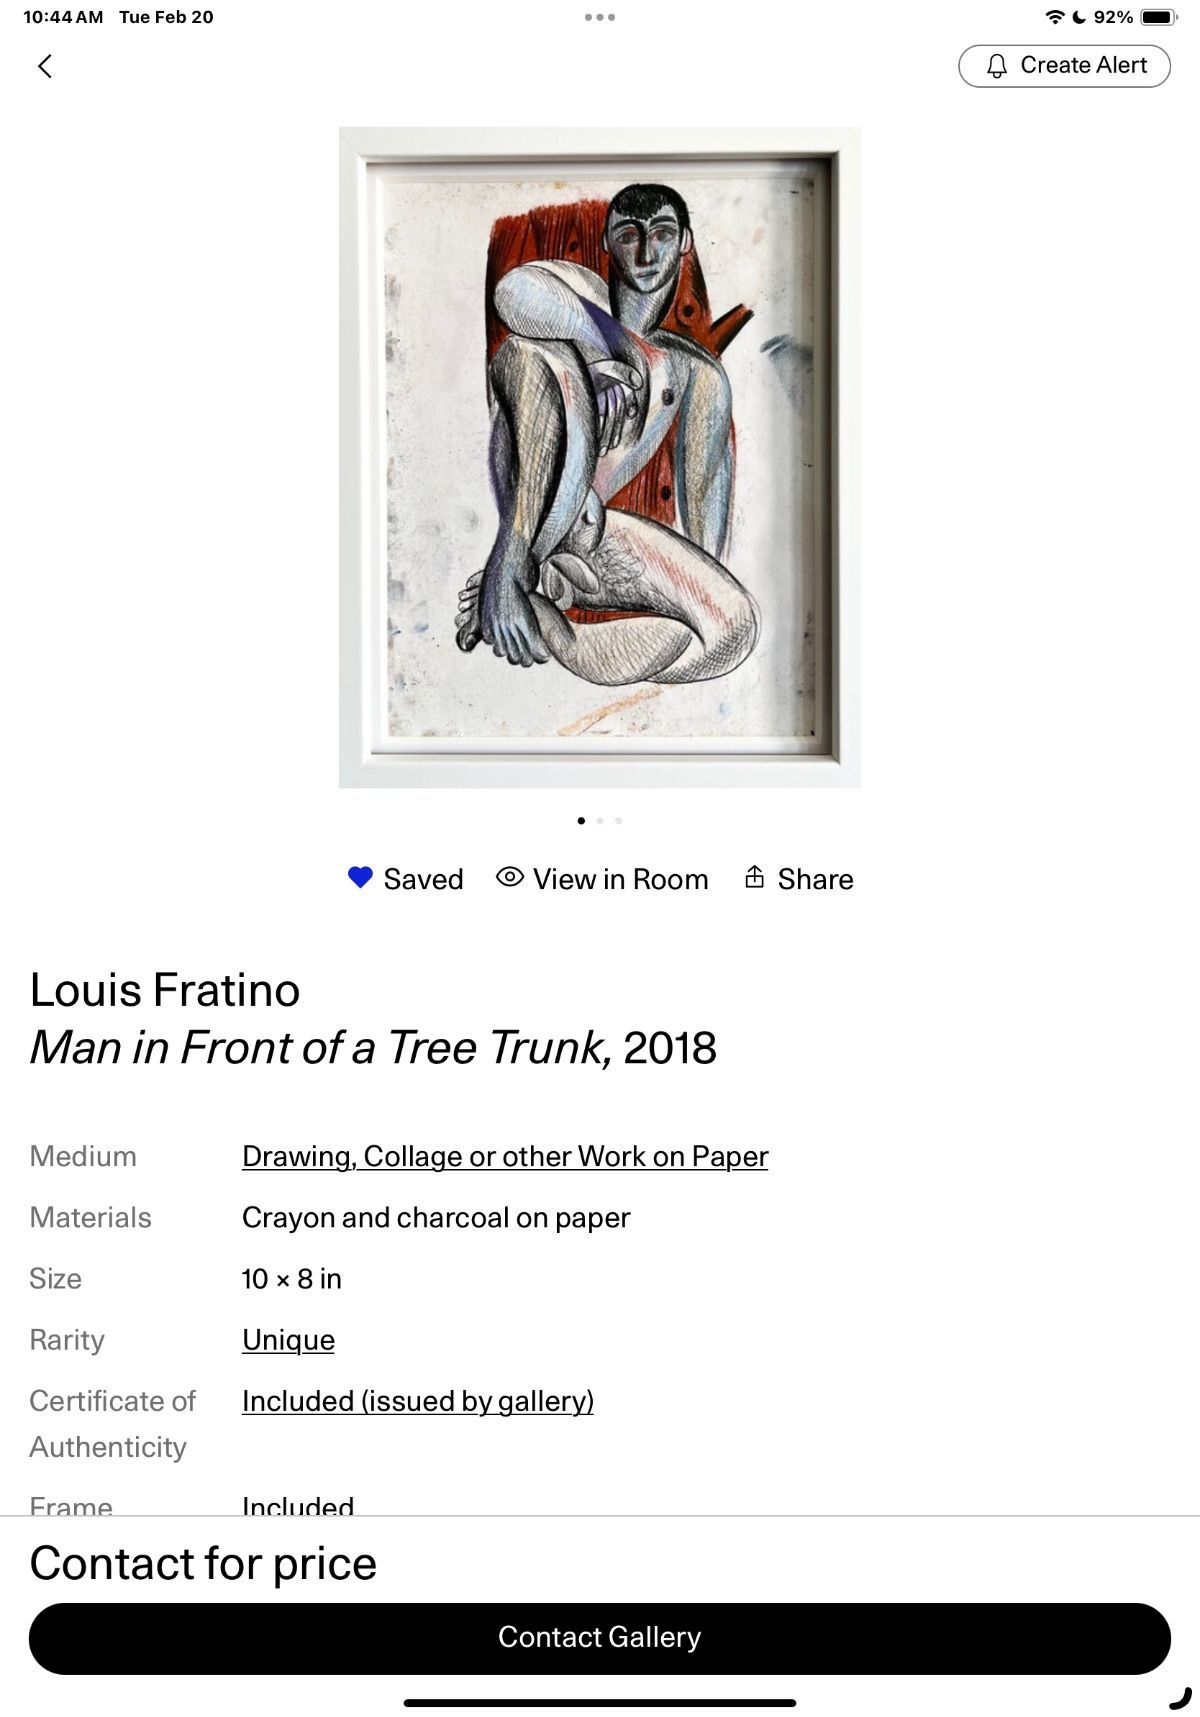 10:44 AM Tue Feb 20
92%
Create Alert
Saved View in Room Share
Louis Fratino
Man in Front of a Tree Trunk, 2018
Medium Drawing, Collage or other Work on Paper
Materials Crayon and charcoal on paper
Size 10 × 8 in
Rarity Unique
Certificate of Included (issued by gallery)
Authenticity
Frame Included
Contact for price
Contact Gallery